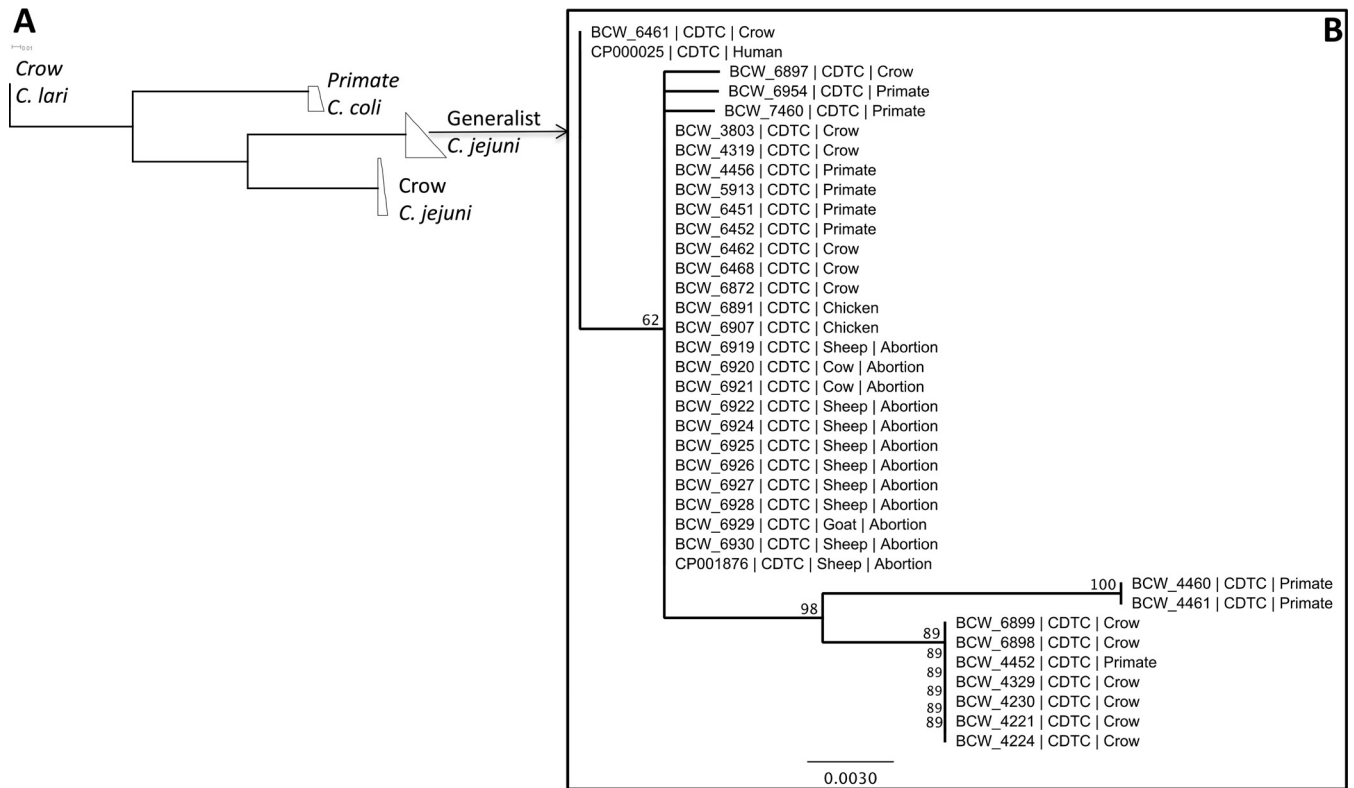 A
0.01
Crow
C. lari
Primate
C. coli
Generalist
C. jejuni
Crow
C. jejuni
B
BCW_6461 | CDTC | Crow
CP000025 | CDTC | Human
BCW_6897 | CDTC | Crow
BCW_6954 | CDTC | Primate
BCW_7460 | CDTC | Primate
BCW_3803 | CDTC | Crow
BCW_4319 | CDTC | Crow
BCW_4456 | CDTC | Primate
BCW_5913 | CDTC | Primate
BCW_6451 | CDTC | Primate
BCW_6452 | CDTC | Primate
BCW_6462 | CDTC | Crow
BCW_6468 | CDTC | Crow
BCW_6872 | CDTC | Crow
BCW_6891 | CDTC | Chicken
62
BCW_6907 | CDTC | Chicken
BCW_6919 | CDTC | Sheep | Abortion
BCW_6920 | CDTC | Cow | Abortion
BCW_6921 | CDTC | Cow | Abortion
BCW_6922 | CDTC | Sheep | Abortion
BCW_6924 | CDTC | Sheep | Abortion
BCW_6925 | CDTC | Sheep | Abortion
BCW_6926 | CDTC | Sheep | Abortion
BCW_6927 | CDTC | Sheep | Abortion
BCW_6928 | CDTC | Sheep | Abortion
BCW_6929 | CDTC | Goat | Abortion
BCW_6930 | CDTC | Sheep | Abortion
CP001876 | CDTC | Sheep | Abortion
100
BCW_4460 | CDTC | Primate
BCW_4461 | CDTC | Primate
98
89
BCW_6899 | CDTC | Crow
BCW_6898 | CDTC | Crow
89
BCW_4452 | CDTC | Primate
89
BCW_4329 | CDTC | Crow
89
BCW_4230 | CDTC | Crow
89
BCW_4221 | CDTC | Crow
89
BCW_4224 | CDTC | Crow
0.0030